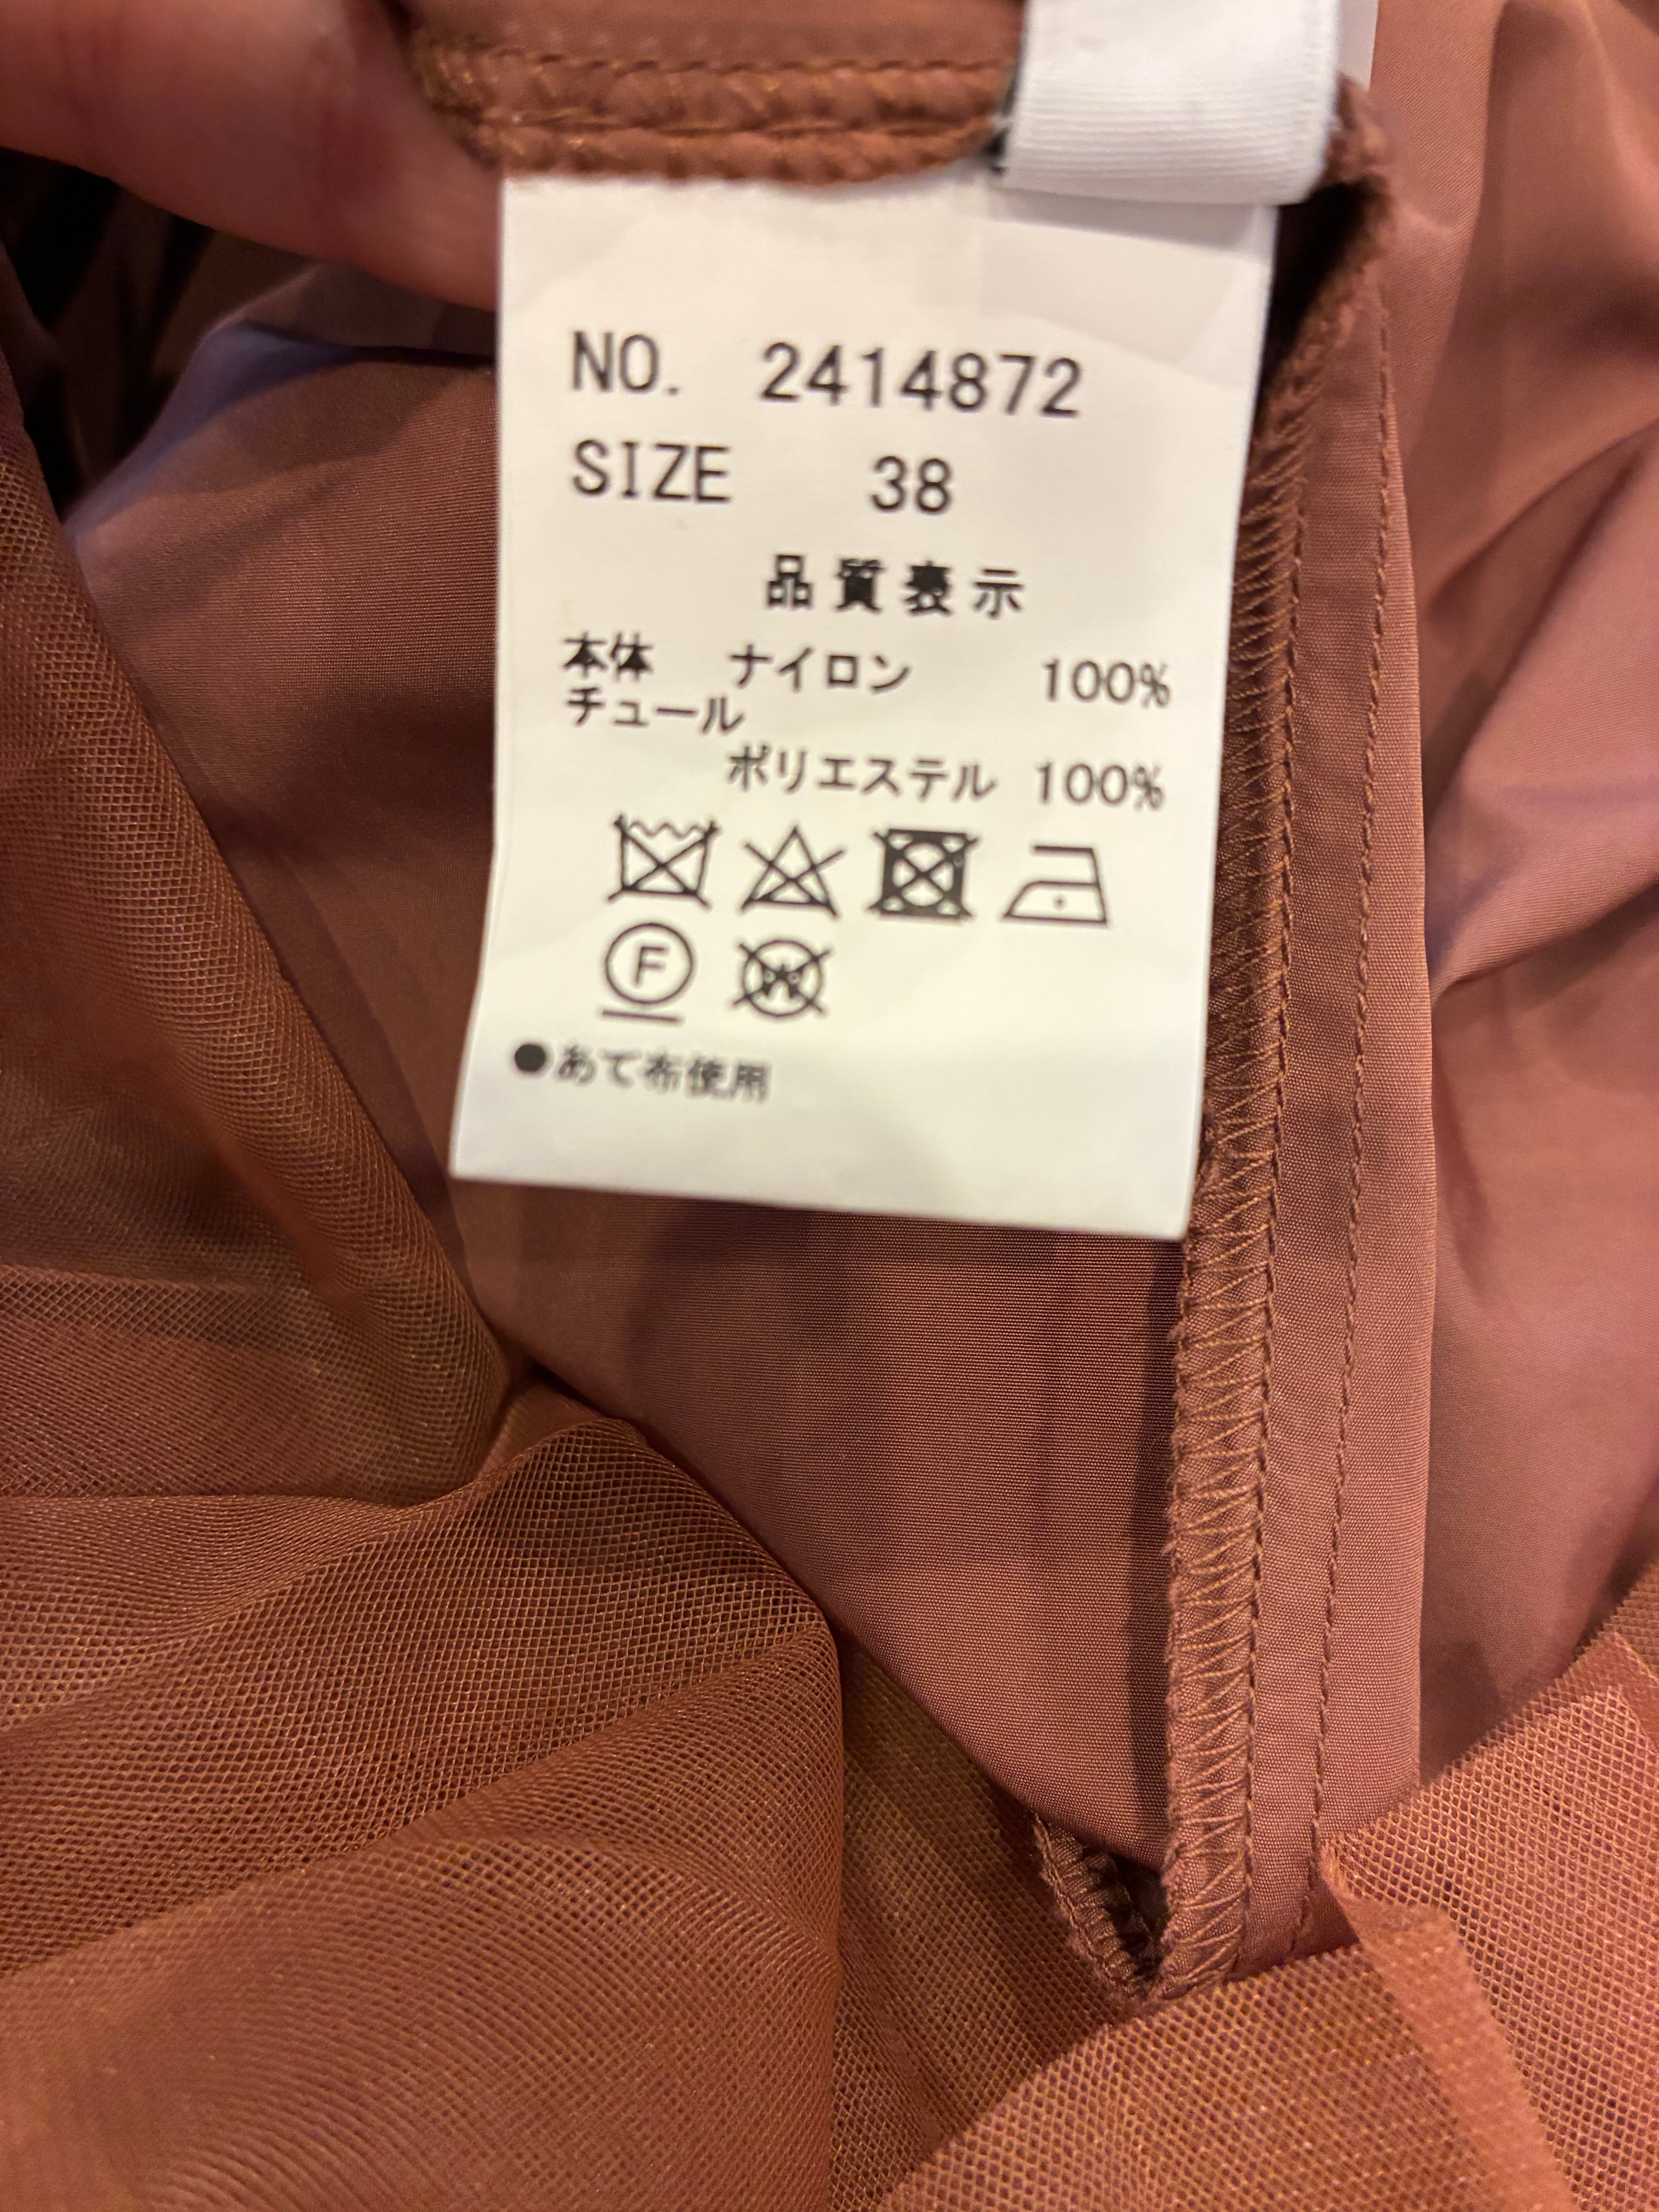 NO. 2414872
SIZE 38
品質表示
本体 ナイロン 100%
チュール
ポリエステル 100%
F
W
●あて布使用